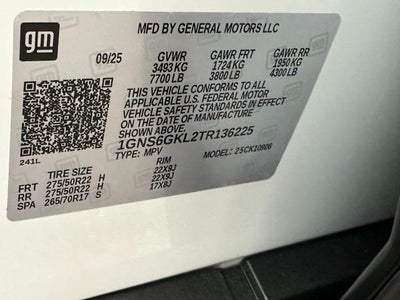 gm
MFD BY GENERAL MOTORS LLC
09/25 GVWR GAWR FRT GAWR RR
3493 KG 1724 KG 1950 KG
7700 LB 3800 LB 4300 LB
THIS VEHICLE CONFORMS TO ALL
APPLICABLE U.S. FEDERAL MOTOR
VEHICLE SAFETY STANDARDS IN EFFECT ON
THE DATE OF MANUFACTURE SHOWN ABOVE.
1GNS6GKL2TR136225
TYPE: MPV MODEL: 25CK10906
241L
TIRE SIZE RIM
FRT 275/50R22 H 22X9J
RR 275/50R22 H 22X9J
SPA 265/70R17 S 17X8J